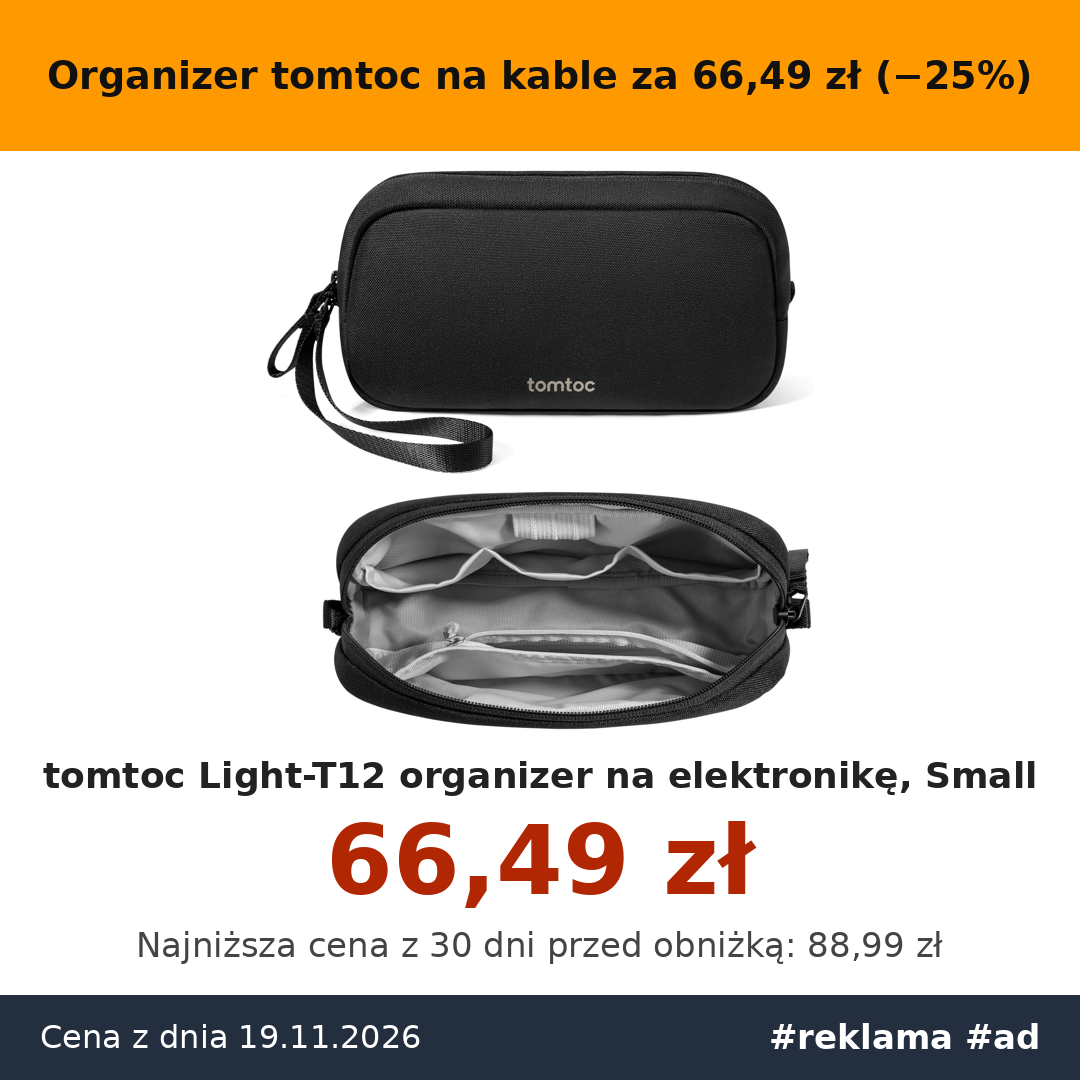 Organizer tomtoc na kable za 66,49 zł (−25%)
tomtoc
tomtoc Light-T12 organizer na elektronikę, Small
66,49 zł
Najniższa cena z 30 dni przed obniżką: 88,99 zł
Cena z dnia 19.11.2026
#reklama #ad